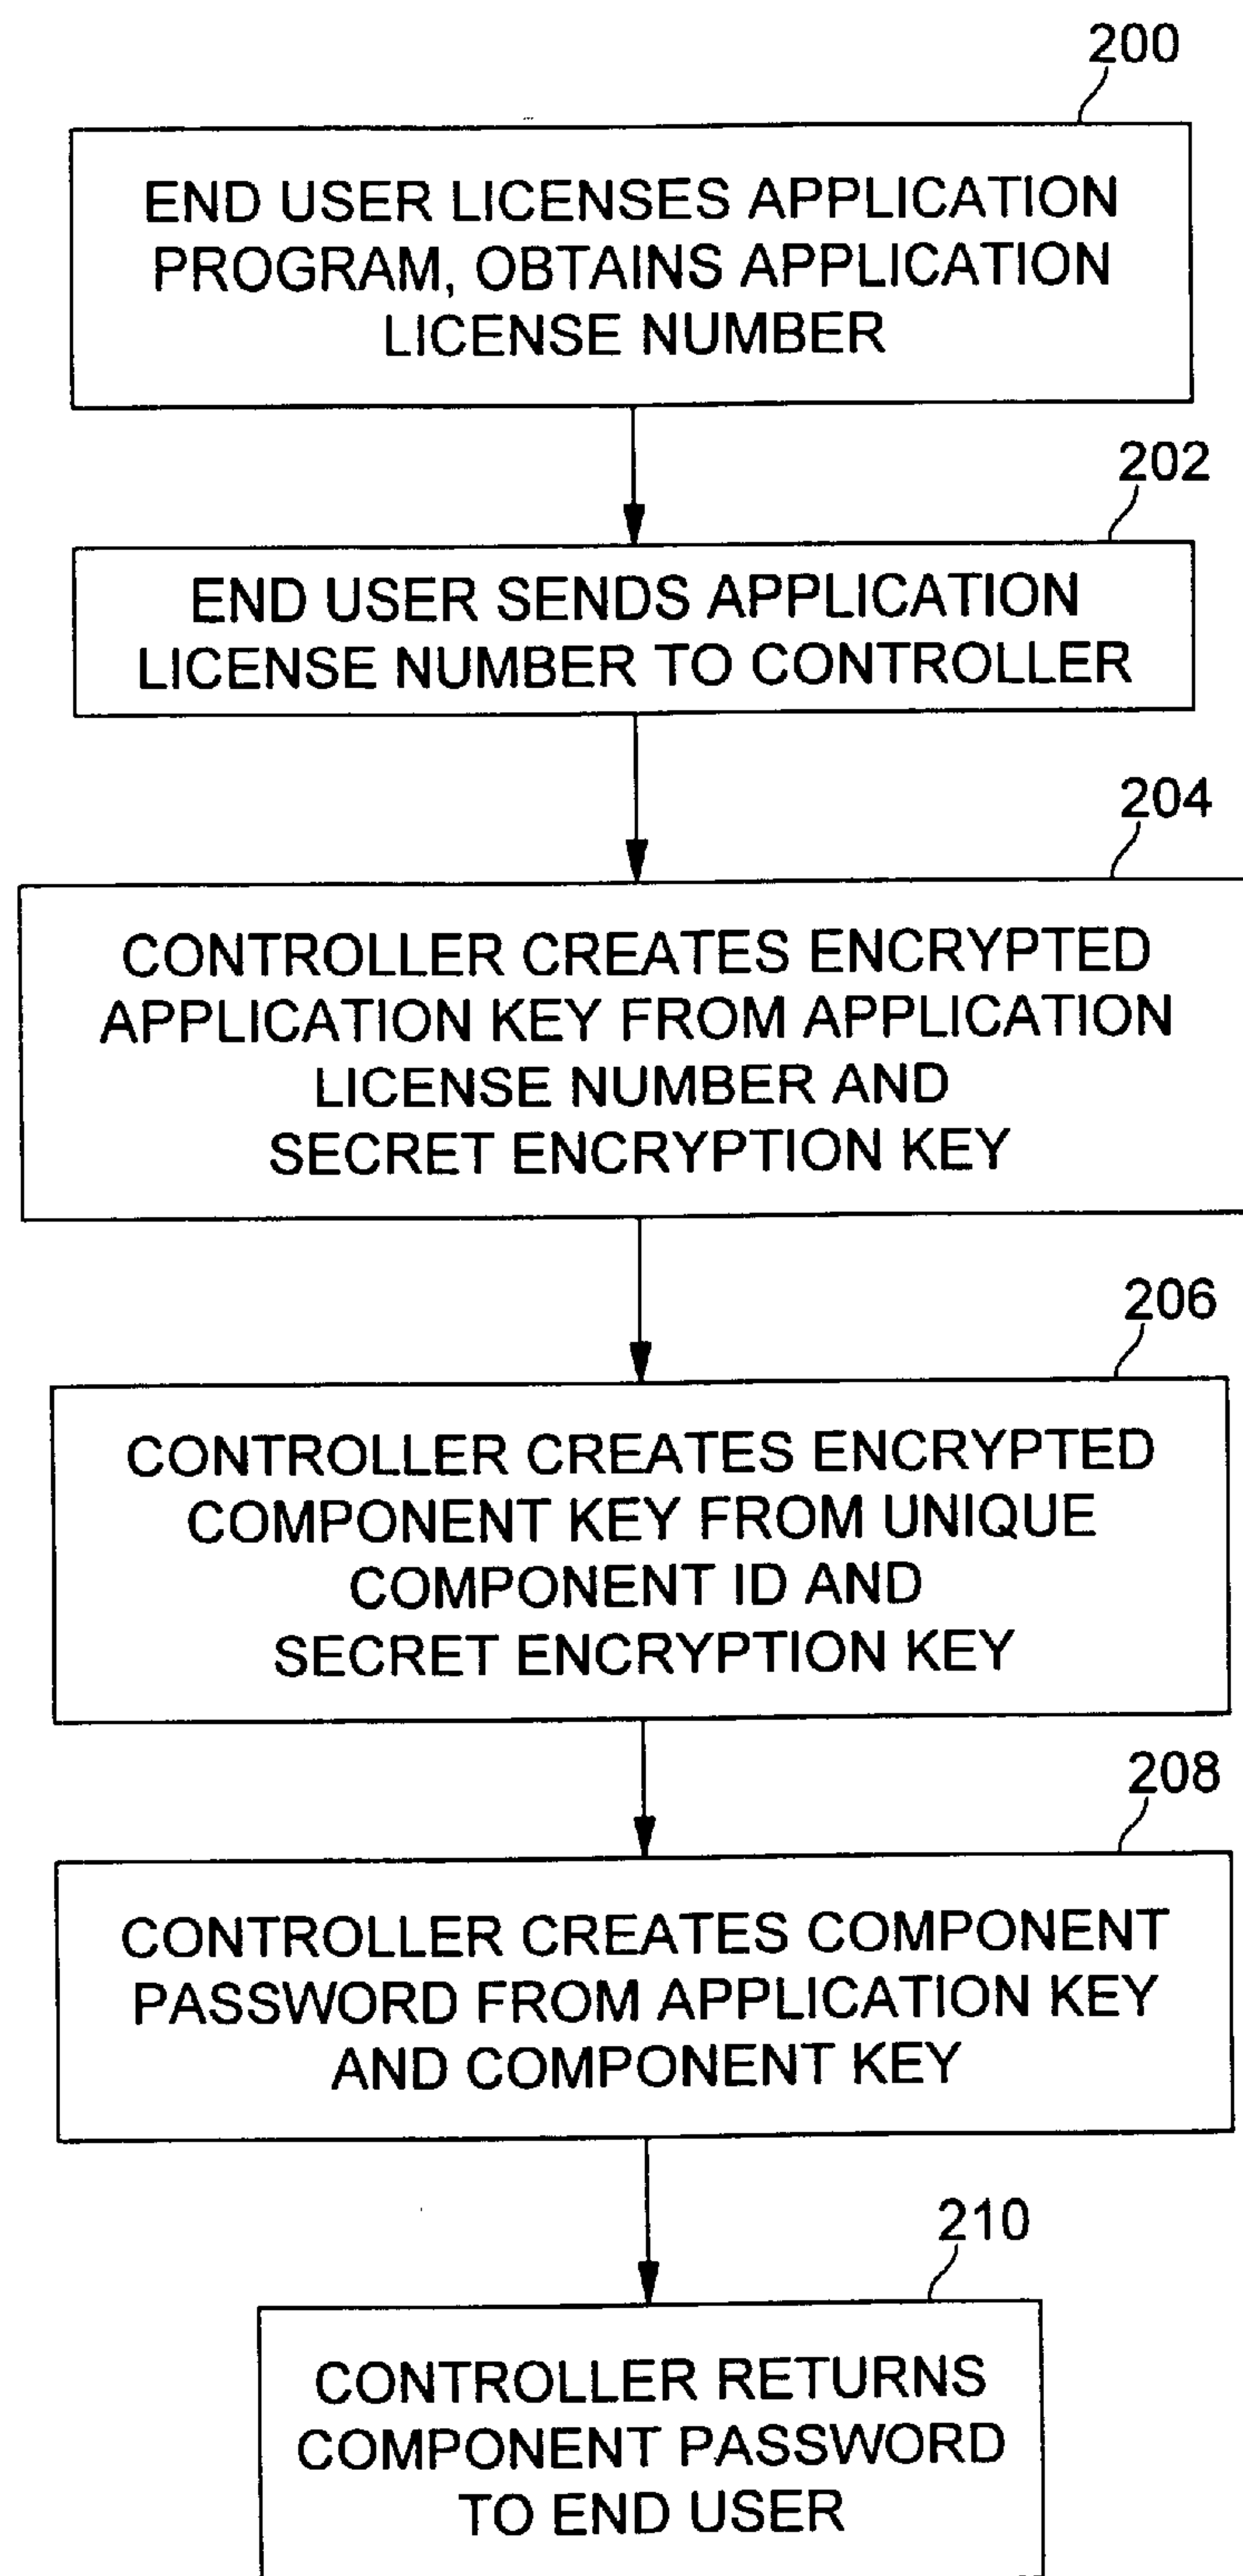 200
END USER LICENSES APPLICATION
PROGRAM, OBTAINS APPLICATION
LICENSE NUMBER
202
END USER SENDS APPLICATION
LICENSE NUMBER TO CONTROLLER
204
CONTROLLER CREATES ENCRYPTED
APPLICATION KEY FROM APPLICATION
LICENSE NUMBER AND
SECRET ENCRYPTION KEY
206
CONTROLLER CREATES ENCRYPTED
COMPONENT KEY FROM UNIQUE
COMPONENT ID AND
SECRET ENCRYPTION KEY
208
CONTROLLER CREATES COMPONENT
PASSWORD FROM APPLICATION KEY
AND COMPONENT KEY
210
CONTROLLER RETURNS
COMPONENT PASSWORD
TO END USER